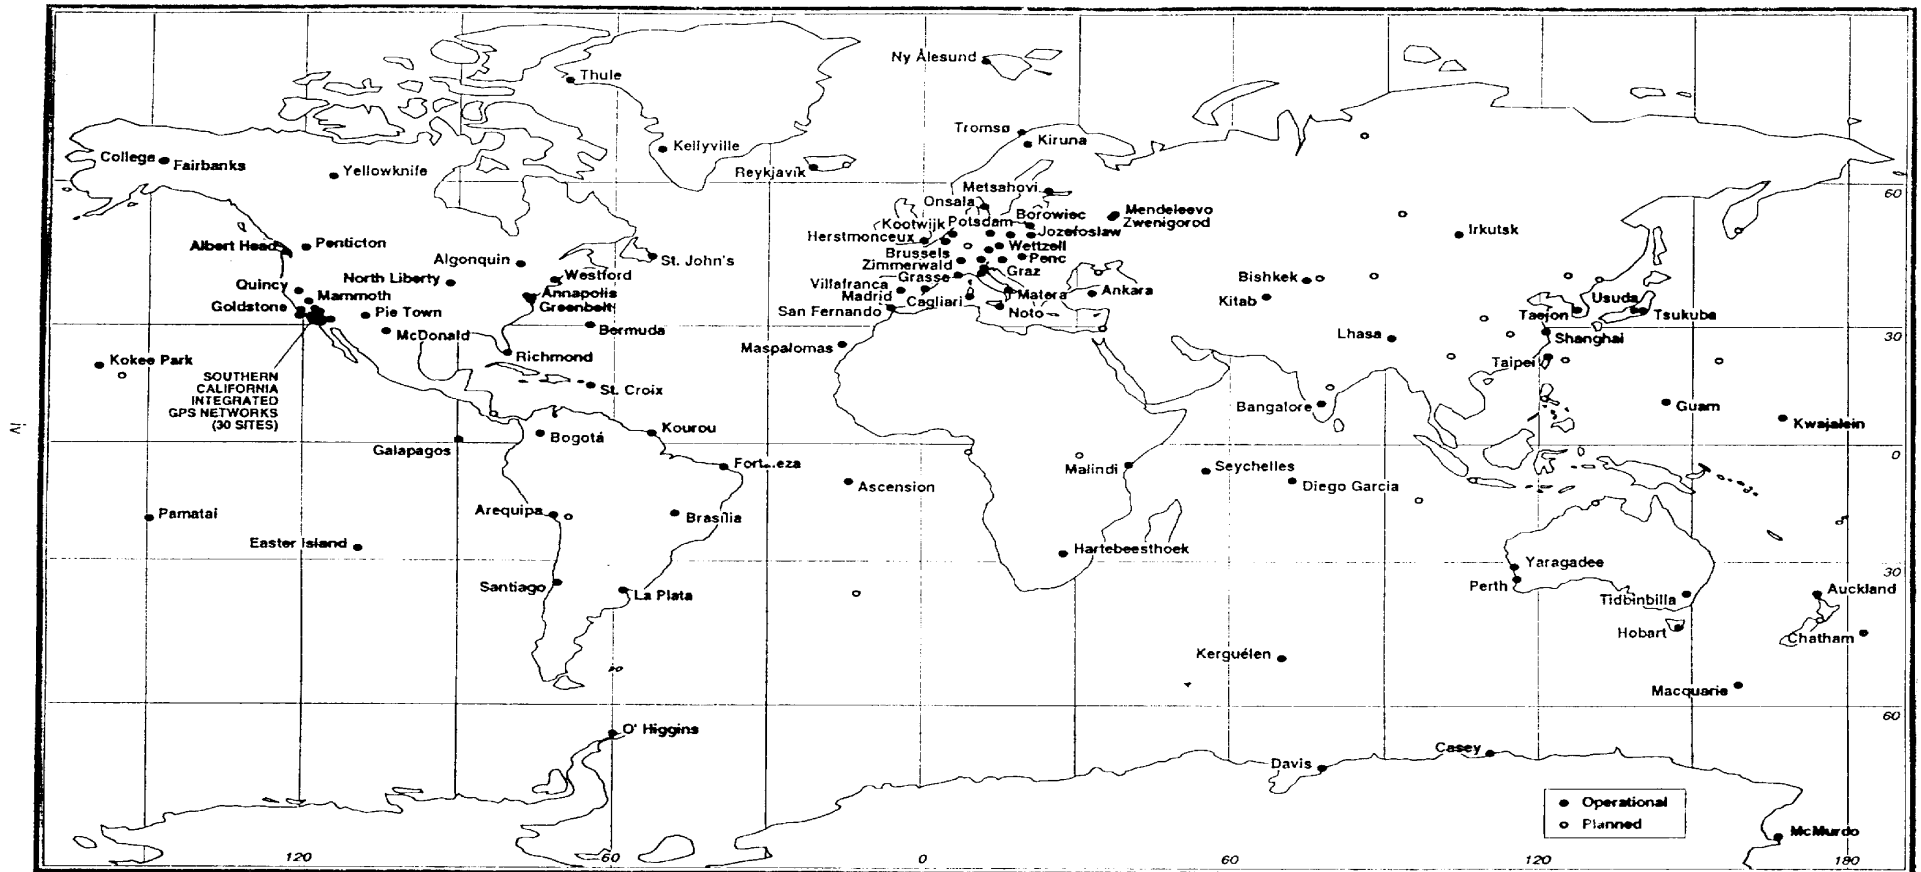 Ny Ålesund
Thule
Tromsø
Kiruna
Kellyville
College
Fairbanks
Yellowknife
Reykjavik
Metsahovi
Onsala
Borowiec
Mendeleevo
Kootwijk
Potsdam
Zwenigorod
Jozefoslaw
Irkutsk
Herstmonceux
Albert Head
Penticton
Wettzell
Brussels
Penc
Algonquin
St. John's
Zimmerwald
Graz
North Liberty
Westford
Grasse
Bishkek
Quincy
Villafranca
Mammoth
Annapolis
Madrid
Cagliari
Matera
Ankara
Kitab
Usuda
Goldstone
Pie Town
Greenbelt
San Fernando
Noto
Taejon
Tsukuba
McDonald
Bermuda
Lhasa
Shanghai
Maspalomas
Kokee Park
Richmond
Taipei
SOUTHERN
CALIFORNIA
INTEGRATED
GPS NETWORKS
(30 SITES)
St. Croix
Bangalore
Guam
Kwajalein
Galapagos
Bogotá
Kourou
Malindi
Seychelles
Diego Garcia
Ascension
Arequipa
Brasília
Pamatai
Easter Island
Hartebeesthoek
Yaragadee
Santiago
La Plata
Perth
Tidbinbilla
Auckland
Hobart
Chatham
Kerguélen
Macquarie
O' Higgins
Casey
Davis
McMurdo
Operational
Planned
60
30
0
30
60
120
60
0
60
120
180
iv